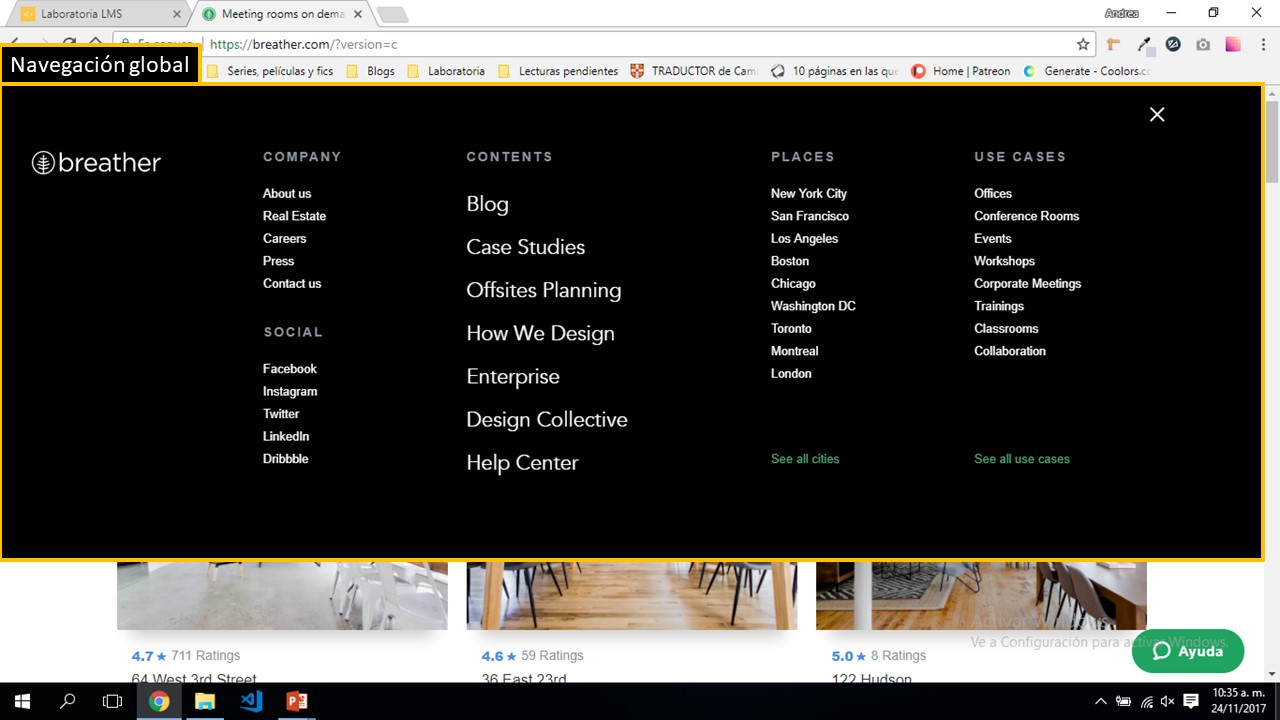 Laboratoria LMS
Meeting rooms on dema
Andrea
https://breather.com/?version=c
Navegación global
Series, películas y fics
Blogs
Laboratoria
Lecturas pendientes
TRADUCTOR de Cam
10 páginas en las que
Home | Patreon
Generate - Coolors.c
breather
COMPANY
About us
Real Estate
Careers
Press
Contact us
SOCIAL
Facebook
Instagram
Twitter
LinkedIn
Dribbble
CONTENTS
Blog
Case Studies
Offsites Planning
How We Design
Enterprise
Design Collective
Help Center
PLACES
New York City
San Francisco
Los Angeles
Boston
Chicago
Washington DC
Toronto
Montreal
London
See all cities
USE CASES
Offices
Conference Rooms
Events
Workshops
Corporate Meetings
Trainings
Classrooms
Collaboration
See all use cases
4.7 ★ 711 Ratings
64 West 3rd Street
4.6 ★ 59 Ratings
36 East 23rd
5.0 ★ 8 Ratings
122 Hudson
Activar Windows
Ve a Configuración para activar Windows.
Ayuda
10:35 a. m.
24/11/2017